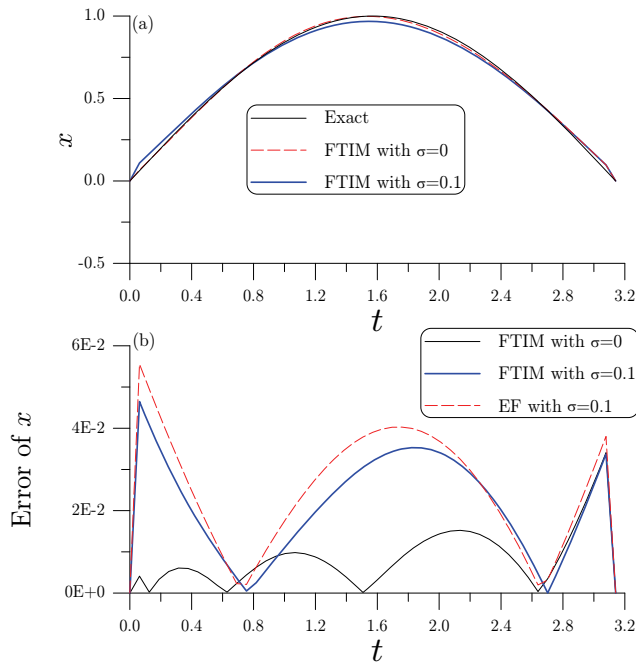 (a)
1.0
0.5
0.0
-0.5
x
Exact
FTIM with σ=0
FTIM with σ=0.1
0.0 0.8 1.2 1.6 2.0 2.4 2.8 3.2
t
(b)
6E-2
4E-2
2E-2
0E+0
Error of x
FTIM with σ=0
FTIM with σ=0.1
EF with σ=0.1
0.0 0.4 0.8 1.2 1.6 2.0 2.4 2.8 3.2
t